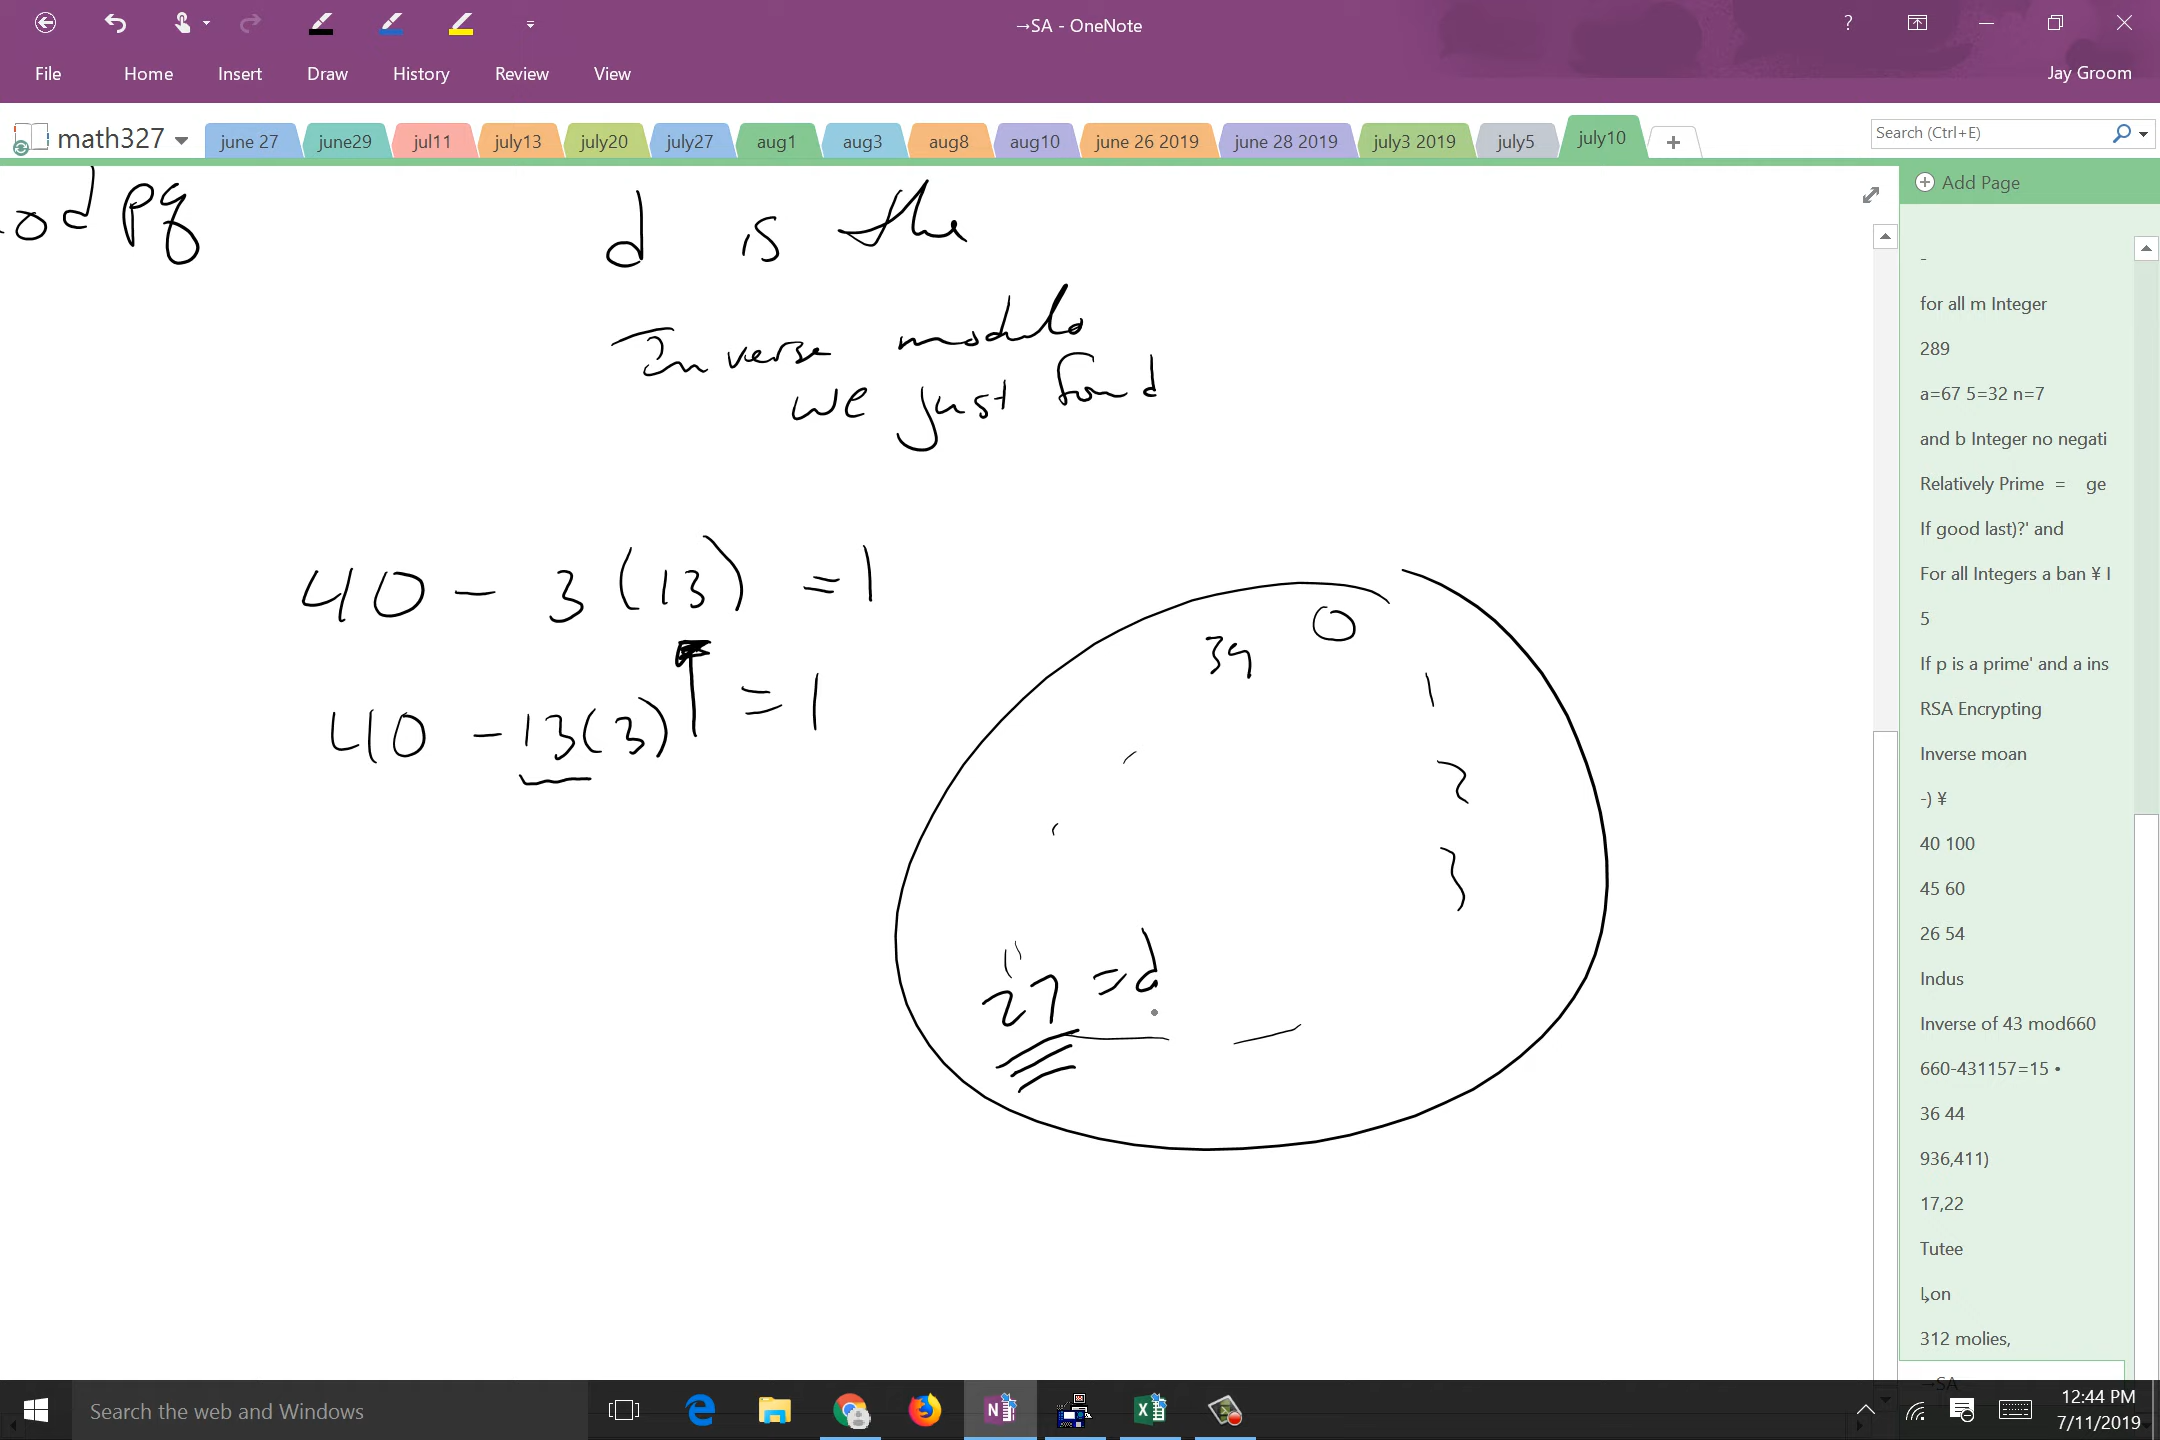 →SA - OneNote
?
File Home Insert Draw History Review View
Jay Groom
math327 june 27 june29 jul11 july13 july20 july27 aug1 aug3 aug8 aug10 june 26 2019 june 28 2019 july3 2019 july5 july10
Search (Ctrl+E)
Add Page
od pq
d is the
Inverse modulo
we just found
40 - 3 (13) = 1
40 - 13(3) = 1
39 0
1
2
3
27 = d
-
for all m Integer
289
a=67 5=32 n=7
and b Integer no negati
Relatively Prime = ge
If good last)?' and
For all Integers a ban ¥ I
5
If p is a prime' and a ins
RSA Encrypting
Inverse moan
-) ¥
40 100
45 60
26 54
Indus
Inverse of 43 mod660
660-431157=15 •
36 44
936,411)
17,22
Tutee
↳on
312 molies,
→SA
Search the web and Windows
12:44 PM
7/11/2019